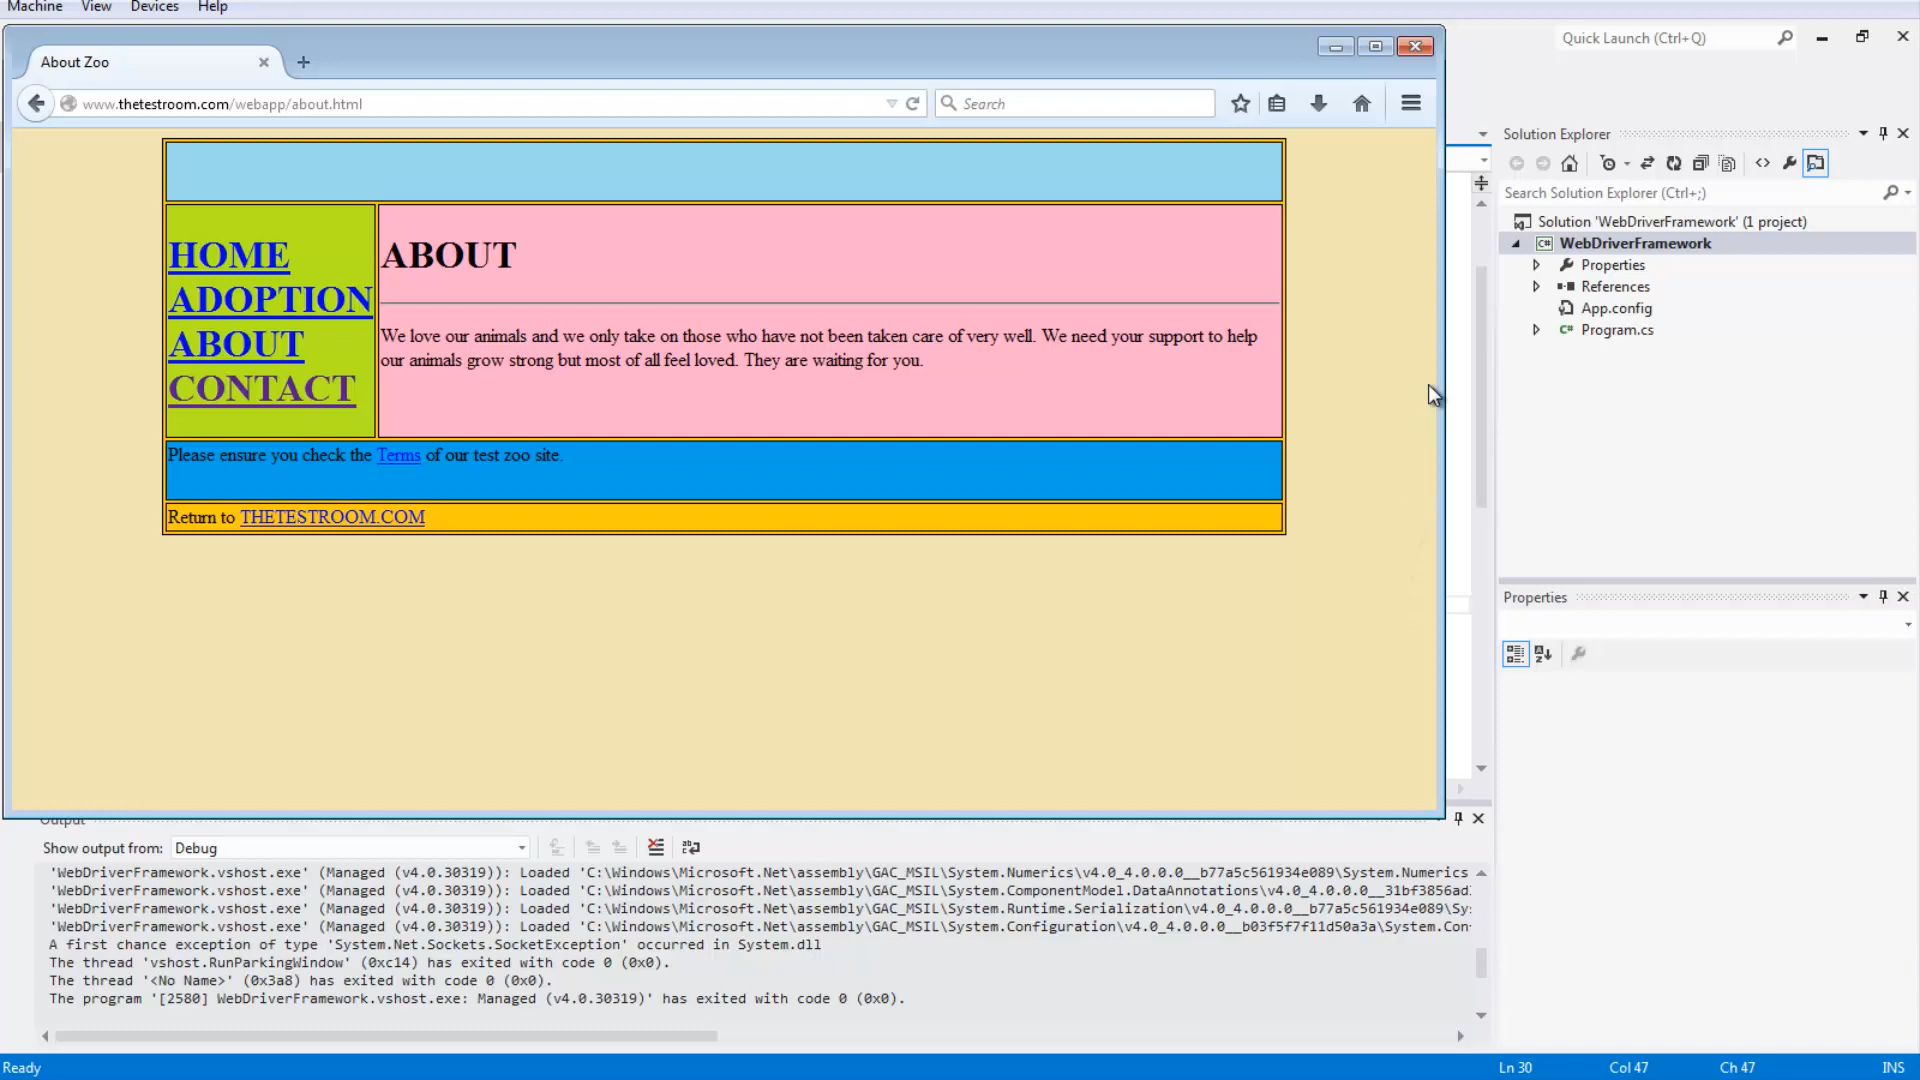 Machine View Devices Help
Quick Launch (Ctrl+Q)
About Zoo
www.thetestroom.com/webapp/about.html
Search
Solution Explorer
Search Solution Explorer (Ctrl+;)
Solution 'WebDriverFramework' (1 project)
C# WebDriverFramework
Properties
References
App.config
C# Program.cs
HOME
ADOPTION
ABOUT
CONTACT
ABOUT
We love our animals and we only take on those who have not been taken care of very well. We need your support to help
our animals grow strong but most of all feel loved. They are waiting for you.
Please ensure you check the Terms of our test zoo site.
Return to THETESTROOM.COM
Properties
Output
Show output from: Debug
'WebDriverFramework.vshost.exe' (Managed (v4.0.30319)): Loaded 'C:\Windows\Microsoft.Net\assembly\GAC_MSIL\System.Numerics\v4.0_4.0.0.0__b77a5c561934e089\System.Numerics
'WebDriverFramework.vshost.exe' (Managed (v4.0.30319)): Loaded 'C:\Windows\Microsoft.Net\assembly\GAC_MSIL\System.ComponentModel.DataAnnotations\v4.0_4.0.0.0__31bf3856ad
'WebDriverFramework.vshost.exe' (Managed (v4.0.30319)): Loaded 'C:\Windows\Microsoft.Net\assembly\GAC_MSIL\System.Runtime.Serialization\v4.0_4.0.0.0__b77a5c561934e089\Sy
'WebDriverFramework.vshost.exe' (Managed (v4.0.30319)): Loaded 'C:\Windows\Microsoft.Net\assembly\GAC_MSIL\System.Configuration\v4.0_4.0.0.0__b03f5f7f11d50a3a\System.Con
A first chance exception of type 'System.Net.Sockets.SocketException' occurred in System.dll
The thread 'vshost.RunParkingWindow' (0xc14) has exited with code 0 (0x0).
The thread '<No Name>' (0x3a8) has exited with code 0 (0x0).
The program '[2580] WebDriverFramework.vshost.exe: Managed (v4.0.30319)' has exited with code 0 (0x0).
Ready Ln 30 Col 47 Ch 47 INS